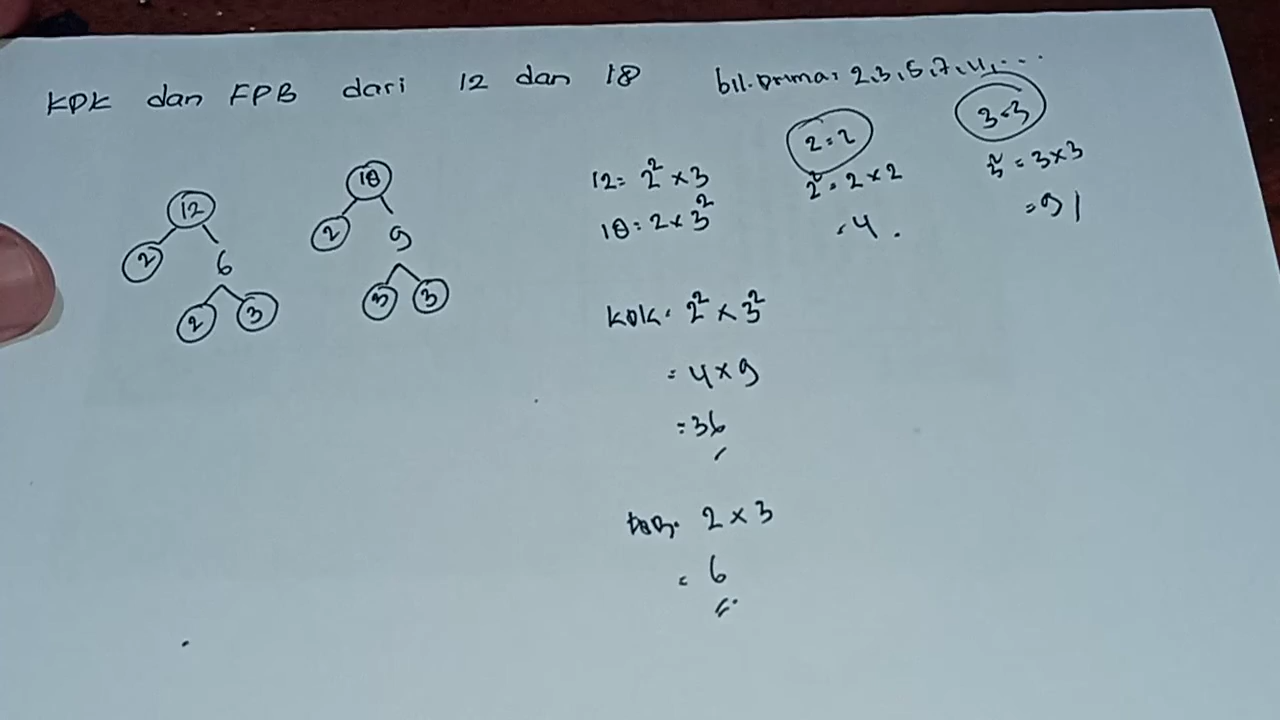 KPK dan FPB dari 12 dan 18
bil. prima: 2, 3, 5, 7, 11, ...
12
2
6
2
3
18
2
9
3
3
12 = 2² × 3
18 = 2 × 3²
2 = 2
2² = 2 × 2
= 4
3 = 3
3² = 3 × 3
= 9
KPK = 2² × 3²
= 4 × 9
= 36
FPB = 2 × 3
= 6